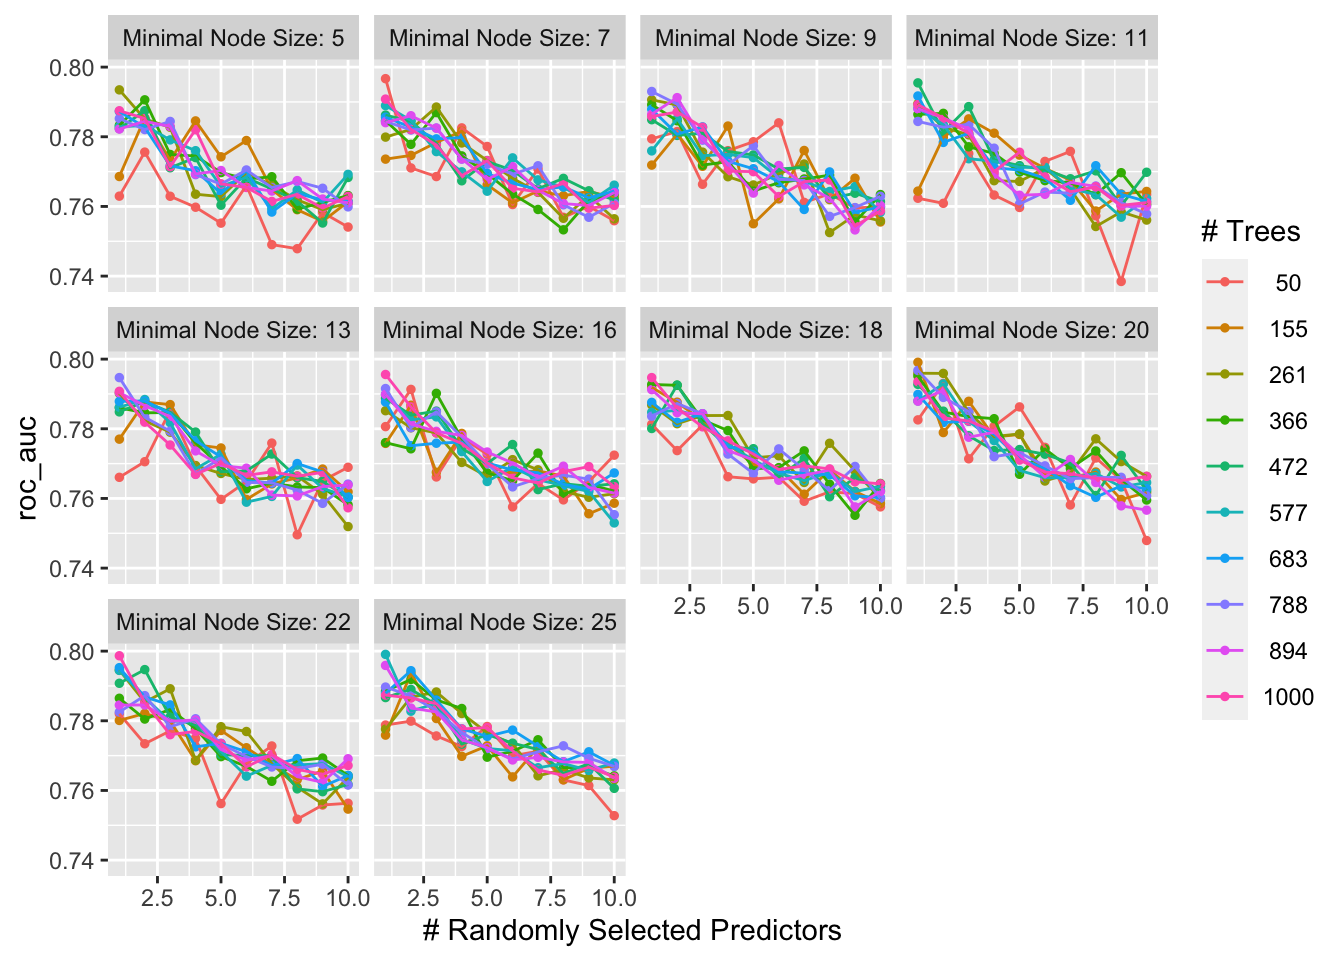 Minimal Node Size: 5
Minimal Node Size: 7
Minimal Node Size: 9
Minimal Node Size: 11
0.80
0.78
0.76
0.74
Minimal Node Size: 13
Minimal Node Size: 16
Minimal Node Size: 18
Minimal Node Size: 20
0.80
0.78
0.76
0.74
2.5 5.0 7.5 10.0
2.5 5.0 7.5 10.0
Minimal Node Size: 22
Minimal Node Size: 25
0.80
0.78
0.76
0.74
2.5 5.0 7.5 10.0
2.5 5.0 7.5 10.0
# Randomly Selected Predictors
roc_auc
# Trees
50
155
261
366
472
577
683
788
894
1000